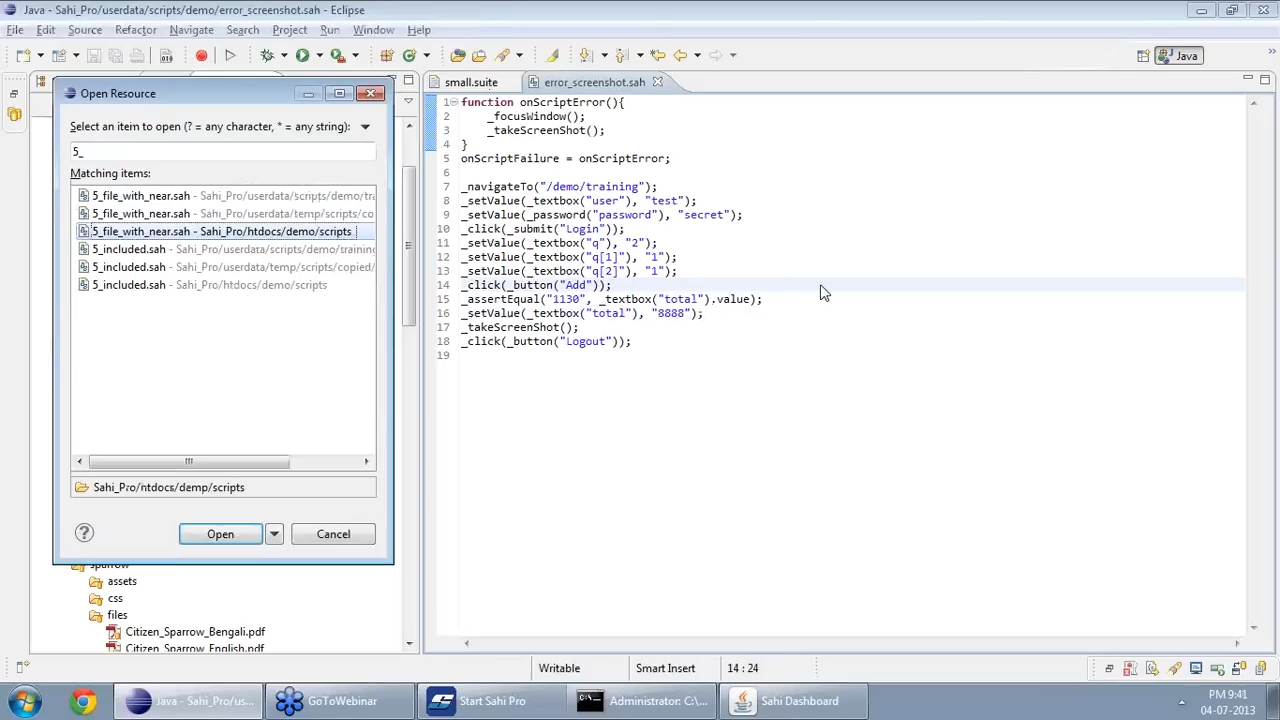 Java - Sahi_Pro/userdata/scripts/demo/error_screenshot.sah - Eclipse
File Edit Source Refactor Navigate Search Project Run Window Help
Java
Open Resource
Select an item to open (? = any character, * = any string):
5_
Matching items:
5_file_with_near.sah - Sahi_Pro/userdata/scripts/demo/tra
5_file_with_near.sah - Sahi_Pro/userdata/temp/scripts/co
5_file_with_near.sah - Sahi_Pro/htdocs/demo/scripts
5_included.sah - Sahi_Pro/userdata/scripts/demo/training
5_included.sah - Sahi_Pro/userdata/temp/scripts/copied/
5_included.sah - Sahi_Pro/htdocs/demo/scripts
Sahi_Pro/htdocs/demp/scripts
Open
Cancel
sparrow
assets
css
files
Citizen_Sparrow_Bengali.pdf
Citizen_Sparrow_English.pdf
small.suite
error_screenshot.sah
1 function onScriptError(){
2 _focusWindow();
3 _takeScreenShot();
4 }
5 onScriptFailure = onScriptError;
6
7 _navigateTo("/demo/training");
8 _setValue(_textbox("user"), "test");
9 _setValue(_password("password"), "secret");
10 _click(_submit("Login"));
11 _setValue(_textbox("q"), "2");
12 _setValue(_textbox("q[1]"), "1");
13 _setValue(_textbox("q[2]"), "1");
14 _click(_button("Add"));
15 _assertEqual("1130", _textbox("total").value);
16 _setValue(_textbox("total"), "8888");
17 _takeScreenShot();
18 _click(_button("Logout"));
19
Writable
Smart Insert
14 : 24
Java - Sahi_Pro/us...
GoToWebinar
Start Sahi Pro
Administrator: C:\...
Sahi Dashboard
PM 9:41
04-07-2013